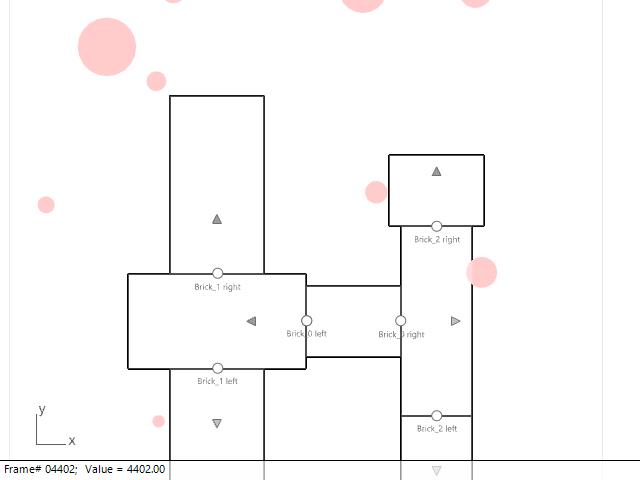 Brick_2 right
Brick_1 right
Brick_0 left
Brick_0 right
Brick_1 left
y
x
Brick_2 left
Frame# 04402; Value = 4402.00